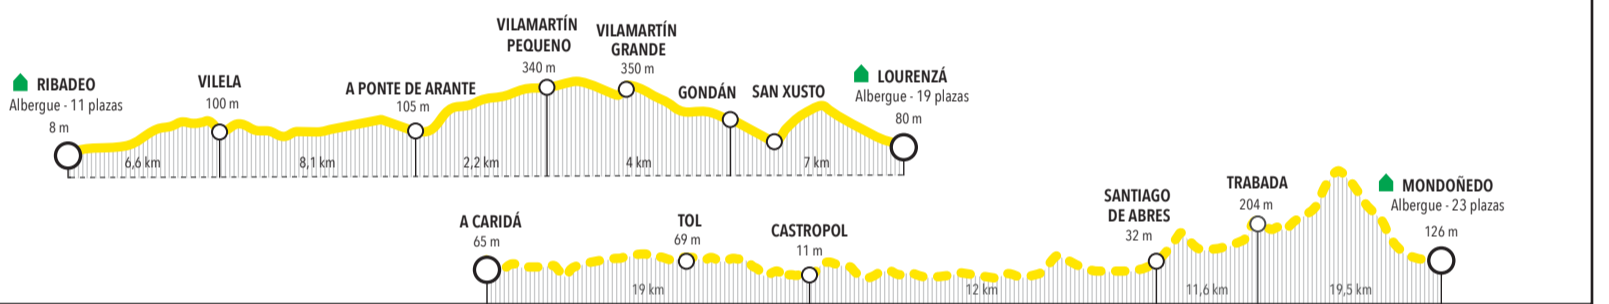 RIBADEO
Albergue - 11 plazas
8 m
6,6 km
VILELA
100 m
8,1 km
A PONTE DE ARANTE
105 m
2,2 km
VILAMARTÍN
PEQUENO
340 m
VILAMARTÍN
GRANDE
350 m
4 km
GONDÁN
SAN XUSTO
7 km
LOURENZÁ
Albergue - 19 plazas
80 m
A CARIDÁ
65 m
19 km
TOL
69 m
CASTROPOL
11 m
12 km
SANTIAGO
DE ABRES
32 m
11,6 km
TRABADA
204 m
19,5 km
MONDOÑEDO
Albergue - 23 plazas
126 m